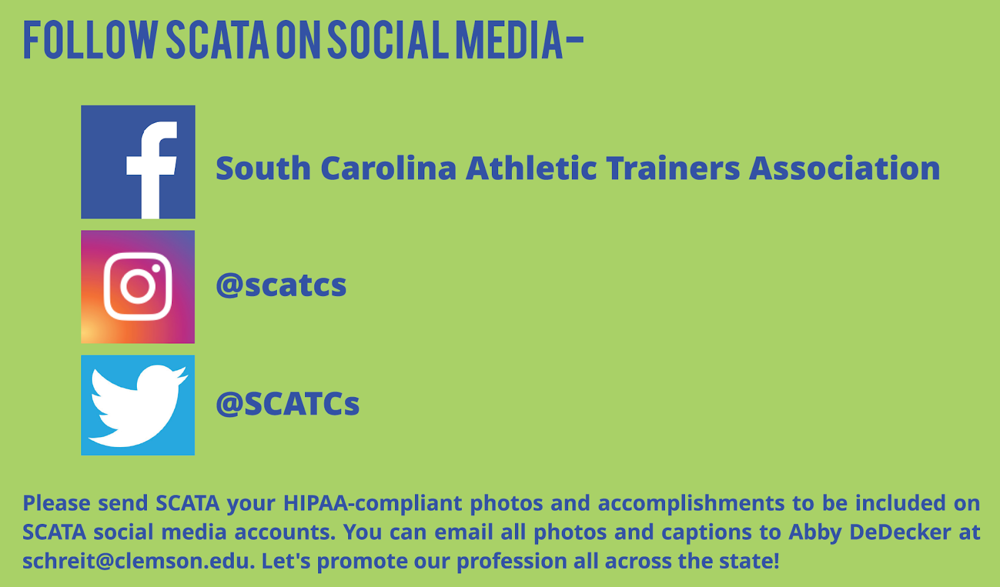 FOLLOW SCATA ON SOCIAL MEDIA-
South Carolina Athletic Trainers Association
@scatcs
@SCATCs
Please send SCATA your HIPAA-compliant photos and accomplishments to be included on
SCATA social media accounts. You can email all photos and captions to Abby DeDecker at
schreit@clemson.edu. Let's promote our profession all across the state!